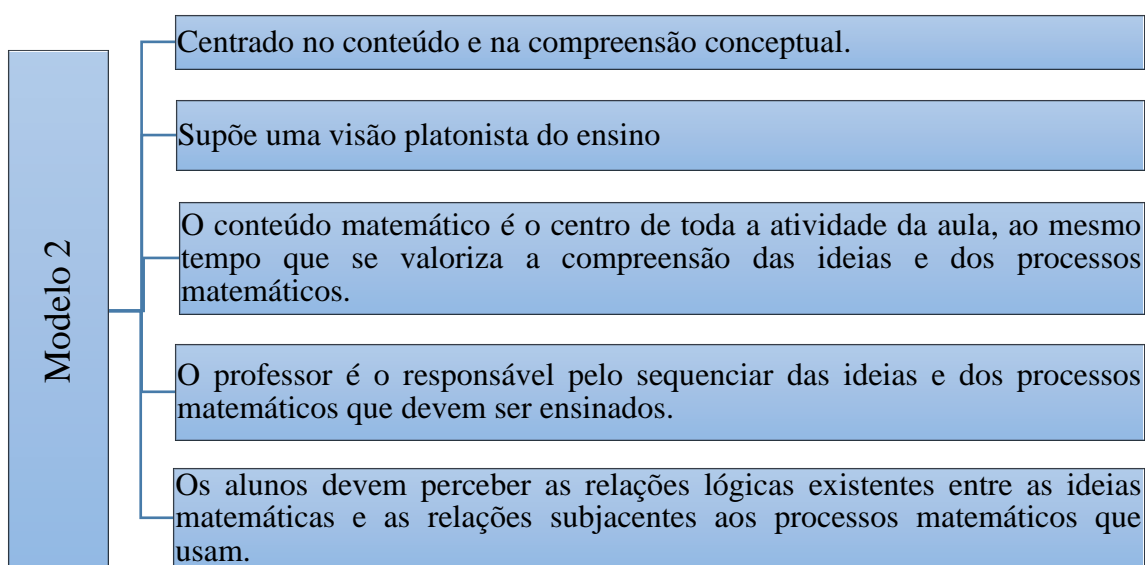 Modelo 2
Centrado no conteúdo e na compreensão conceptual.
Supõe uma visão platonista do ensino
O conteúdo matemático é o centro de toda a atividade da aula, ao mesmo
tempo que se valoriza a compreensão das ideias e dos processos
matemáticos.
O professor é o responsável pelo sequenciar das ideias e dos processos
matemáticos que devem ser ensinados.
Os alunos devem perceber as relações lógicas existentes entre as ideias
matemáticas e as relações subjacentes aos processos matemáticos que
usam.